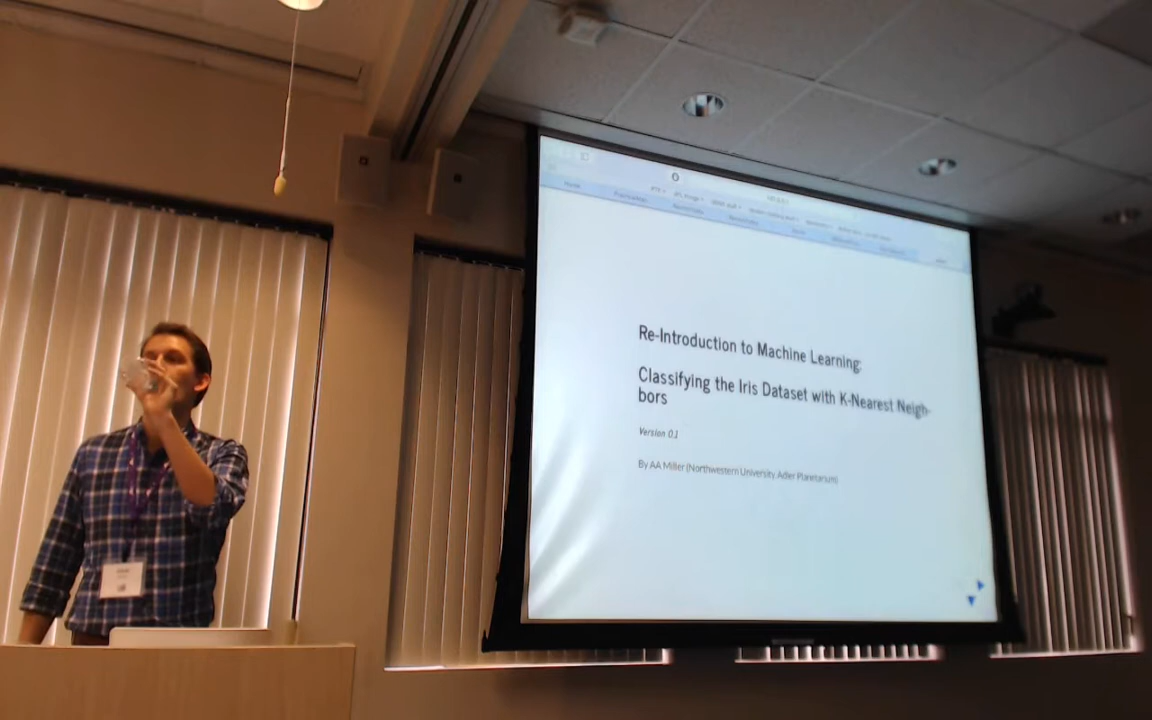 Re-Introduction to Machine Learning:
Classifying the Iris Dataset with K-Nearest Neigh-
bors
Version 0.1
By AA Miller (Northwestern University, Adler Planetarium)